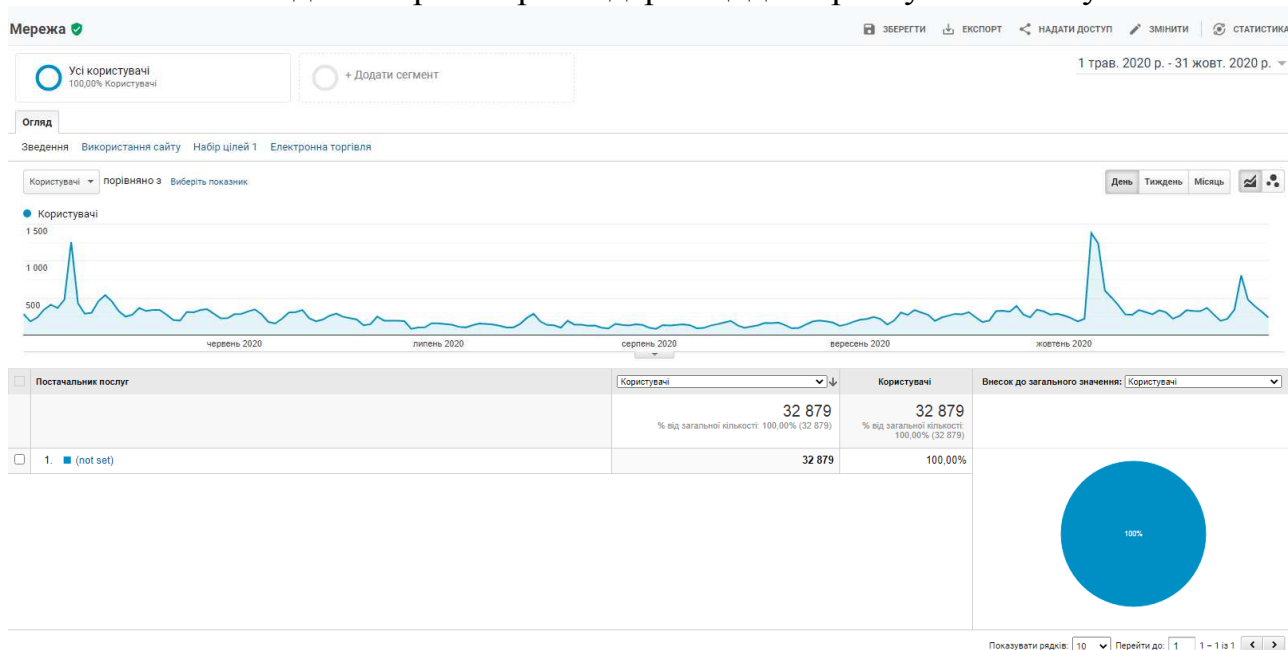 Мережа
ЗБЕРЕГТИ ЕКСПОРТ НАДАТИ ДОСТУП ЗМІНИТИ СТАТИСТИКА
Усі користувачі
100,00% Користувачі
+ Додати сегмент
1 трав. 2020 р. - 31 жовт. 2020 р.
Огляд
Зведення Використання сайту Набір цілей 1 Електронна торгівля
Користувачі порівняно з Виберіть показник
День Тиждень Місяць
Користувачі
1 500
1 000
500
червень 2020 липень 2020 серпень 2020 вересень 2020 жовтень 2020
Постачальник послуг Користувачі Користувачі Внесок до загального значення: Користувачі
32 879 32 879
% від загальної кількості: 100,00% (32 879) % від загальної кількості:
100,00% (32 879)
1. (not set) 32 879 100,00%
100%
Показувати рядків: 10 Перейти до: 1 1 – 1 із 1